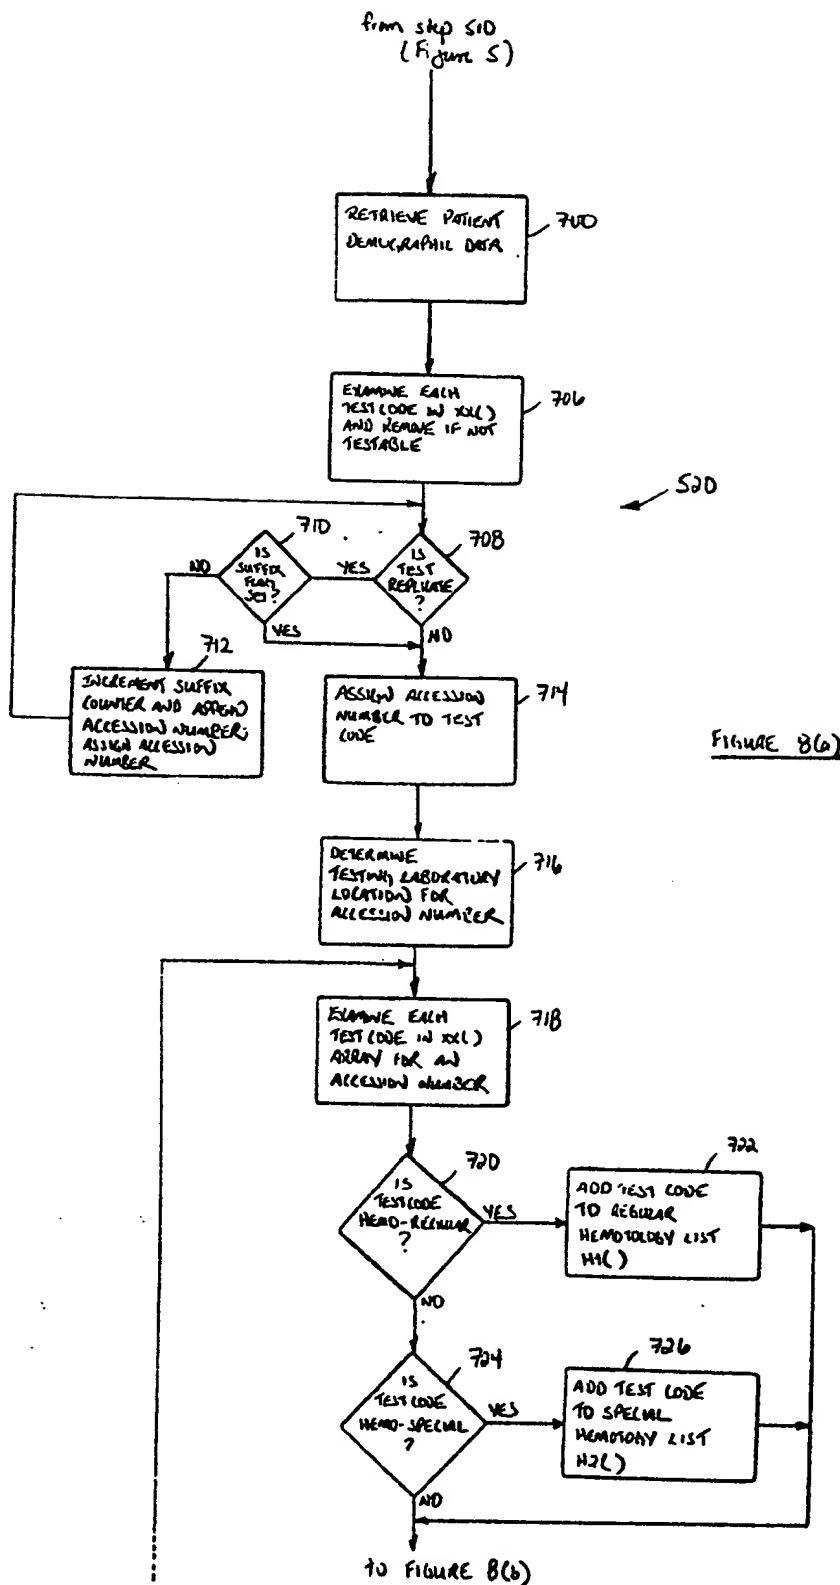 from step 510
(Figure 5)
RETRIEVE PATIENT
DEMOGRAPHIC DATA
700
EXAMINE EACH
TEST CODE IN XX()
AND REMOVE IF NOT
TESTABLE
706
520
710
IS
SUFFIX
FLAG
SET?
NO
YES
YES
708
IS
TEST
REPLICATE
?
NO
712
INCREMENT SUFFIX
COUNTER AND APPEND
ACCESSION NUMBER;
ASSIGN ACCESSION
NUMBER
ASSIGN ACCESSION
NUMBER TO TEST
CODE
714
FIGURE 8(a)
DETERMINE
TESTING LABORATORY
LOCATION FOR
ACCESSION NUMBER
716
EXAMINE EACH
TEST CODE IN XX()
ARRAY FOR AN
ACCESSION NUMBER
718
720
IS
TEST CODE
HEMO-REGULAR
?
YES
NO
722
ADD TEST CODE
TO REGULAR
HEMOTOLOGY LIST
H1()
724
IS
TEST CODE
HEMO-SPECIAL
?
YES
NO
726
ADD TEST CODE
TO SPECIAL
HEMOTOLOGY LIST
H2()
TO FIGURE 8(b)